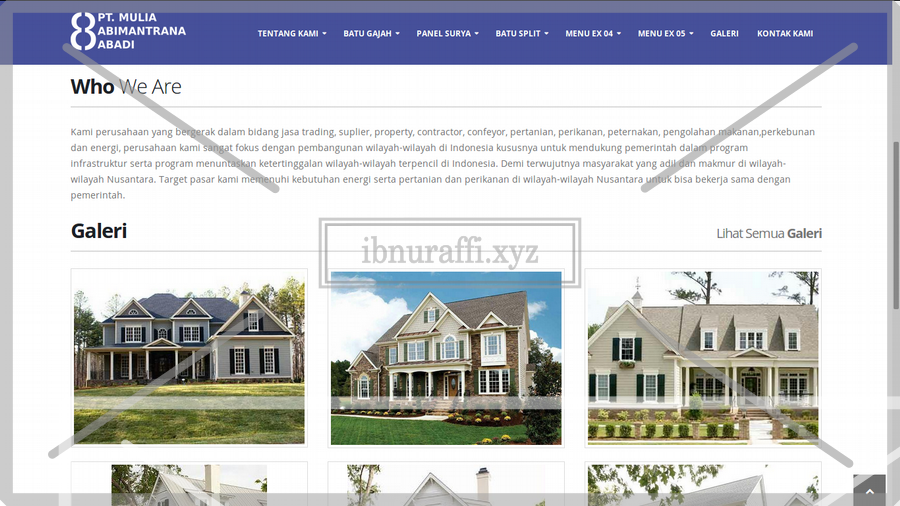 PT. MULIA
ABIMANTRANA
ABADI
TENTANG KAMI BATU GAJAH PANEL SURYA BATU SPLIT MENU EX 04 MENU EX 05 GALERI KONTAK KAMI
Who We Are
Kami perusahaan yang bergerak dalam bidang jasa trading, suplier, property, contractor, confeyor, pertanian, perikanan, peternakan, pengolahan makanan,perkebunan
dan energi, perusahaan kami sangat fokus dengan pembangunan wilayah-wilayah di Indonesia kususnya untuk mendukung pemerintah dalam program
infrastruktur serta program menuntaskan ketertinggalan wilayah-wilayah terpencil di Indonesia. Demi terwujutnya masyarakat yang adil dan makmur di wilayah-
wilayah Nusantara. Target pasar kami memenuhi kebutuhan energi serta pertanian dan perikanan di wilayah-wilayah Nusantara untuk bisa bekerja sama dengan
pemerintah.
Galeri
Lihat Semua Galeri
ibnuraffi.xyz